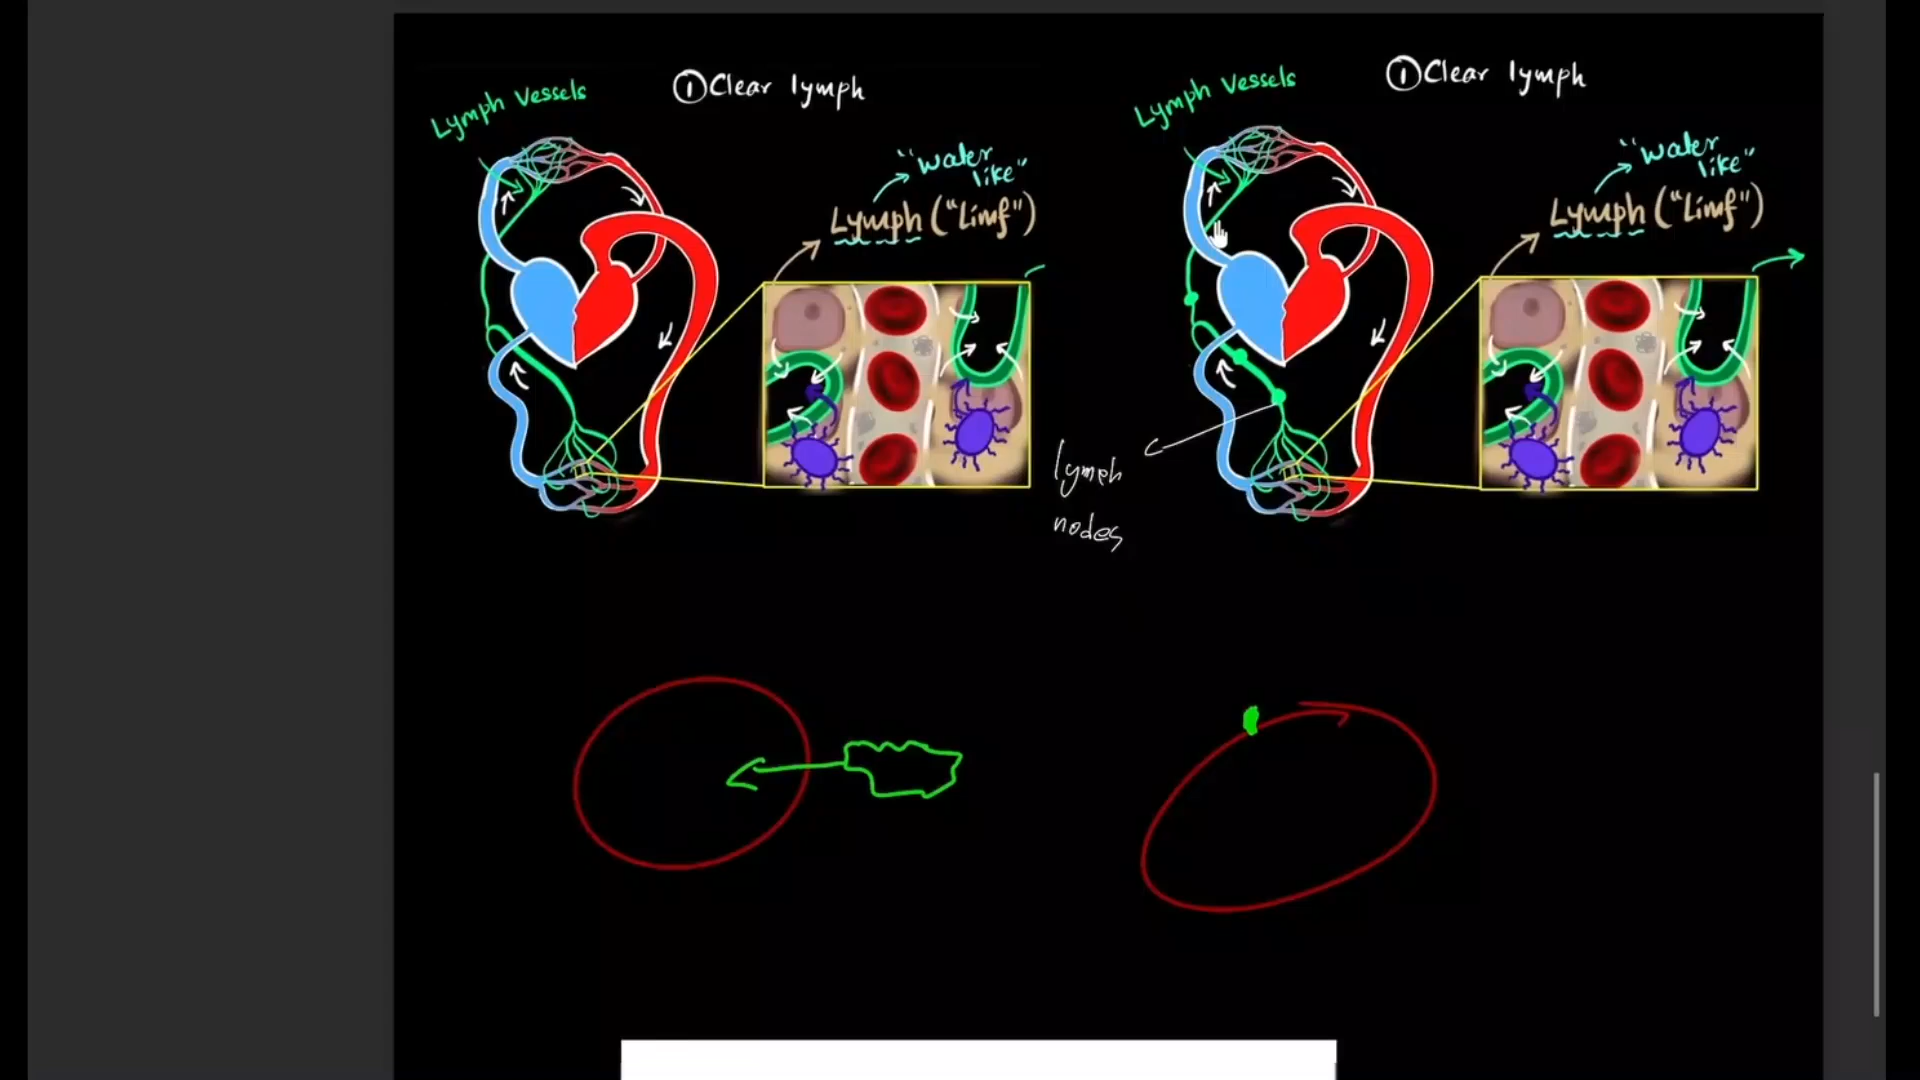 Lymph Vessels
① Clear lymph
"water
like"
Lymph ("Limf")
Lymph Vessels
① Clear lymph
"water
like"
Lymph ("Limf")
lymph
nodes